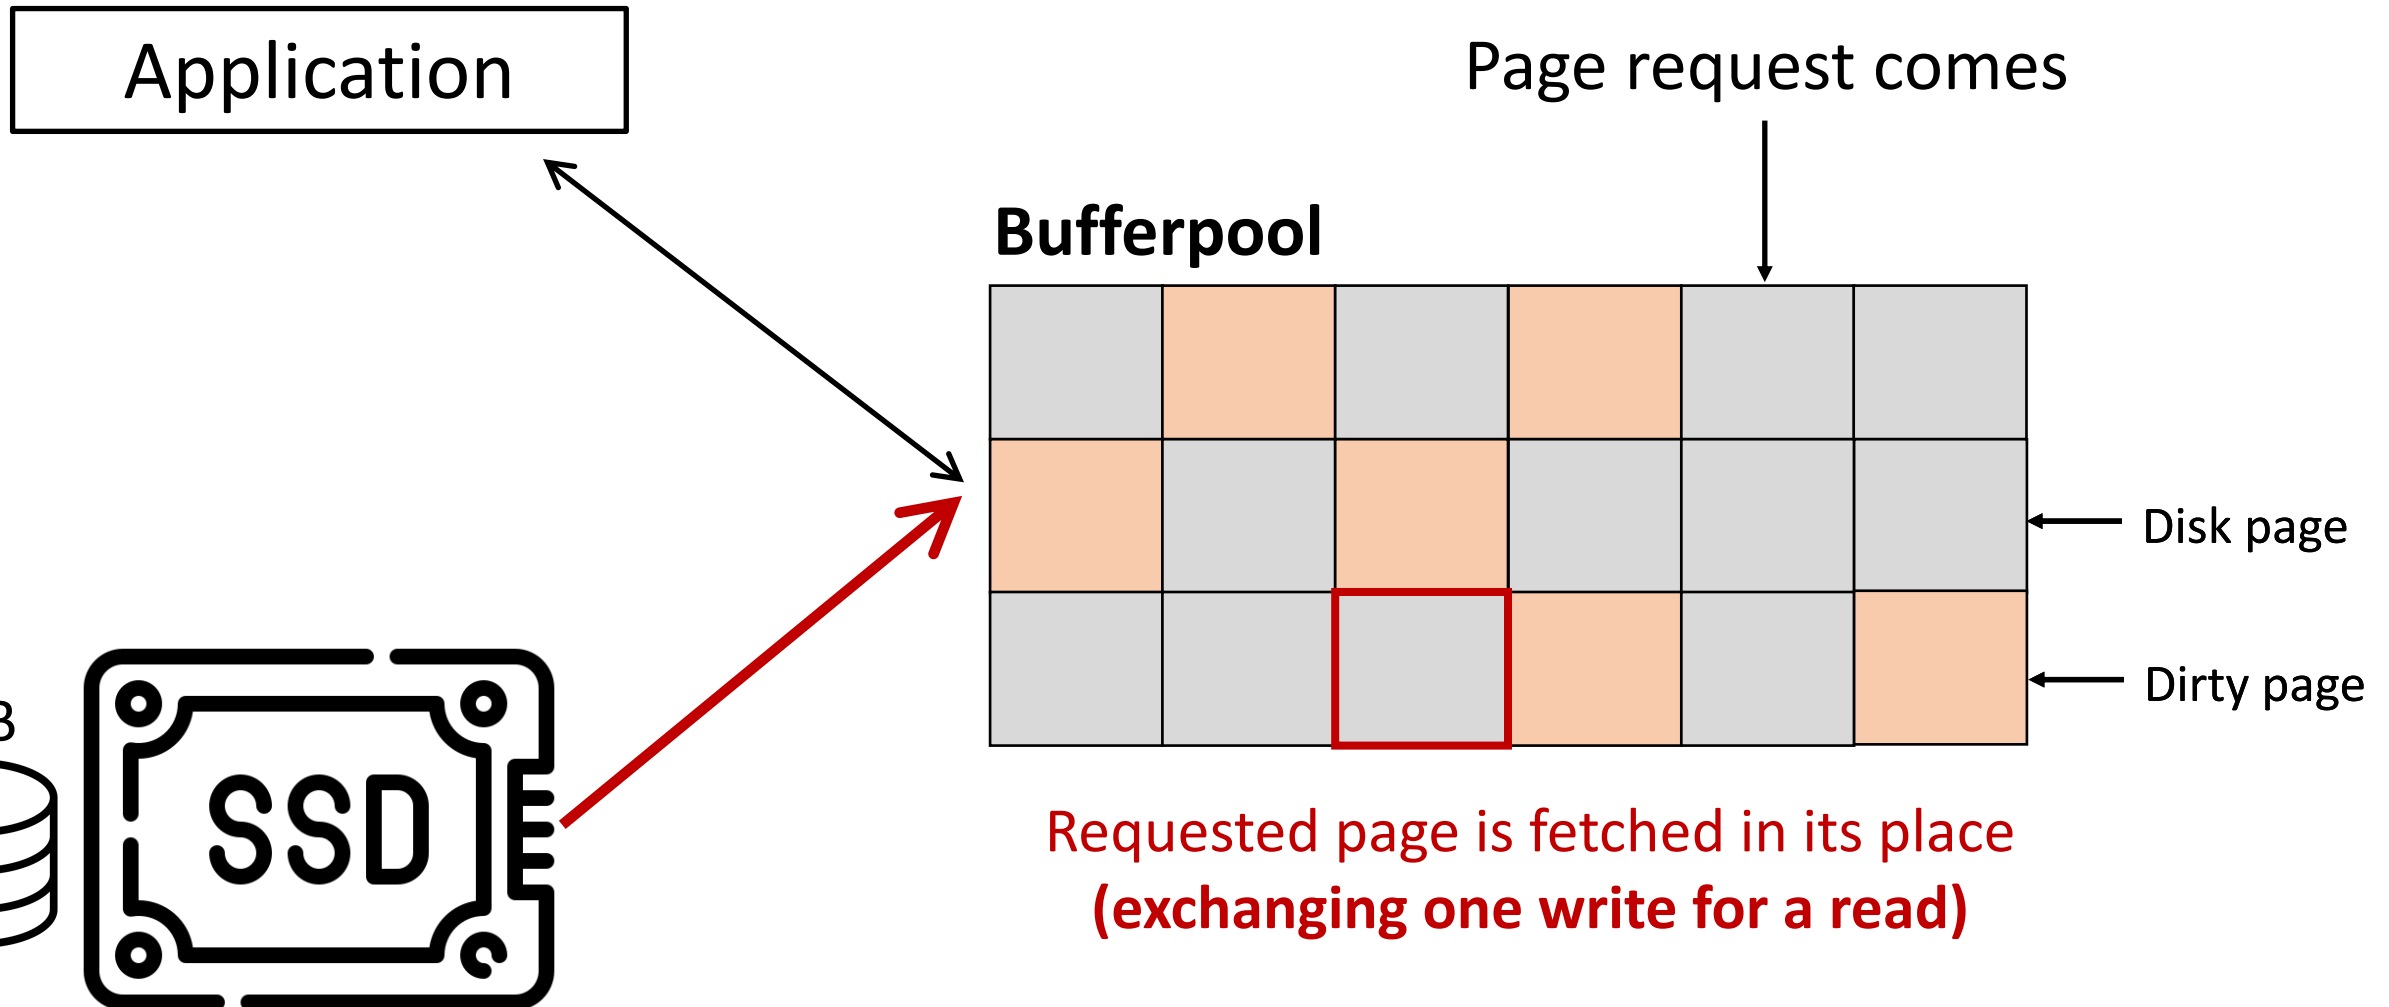 Application
Page request comes
Bufferpool
Disk page
Dirty page
SSD
Requested page is fetched in its place
(exchanging one write for a read)